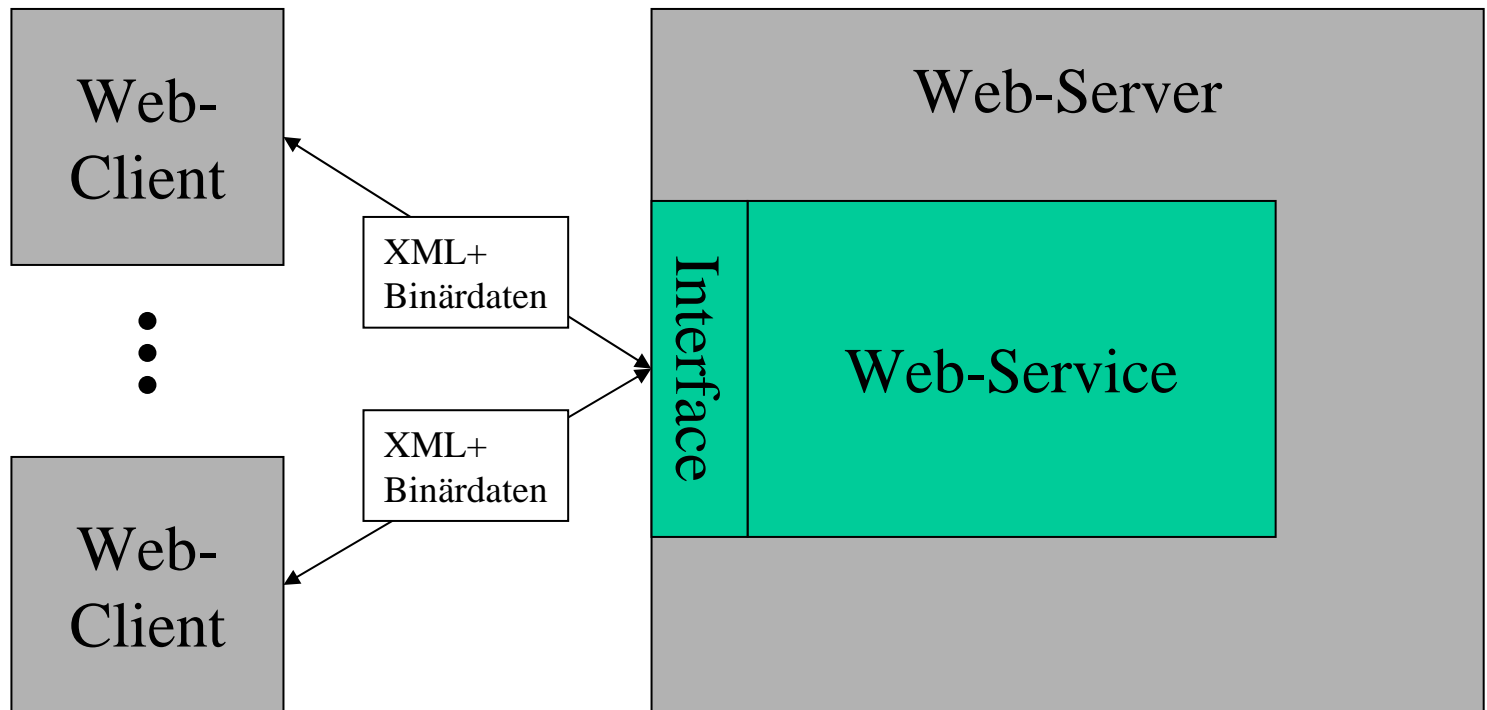 Web-
Client
XML+
Binärdaten
Web-Server
Interface
Web-Service
XML+
Binärdaten
Web-
Client